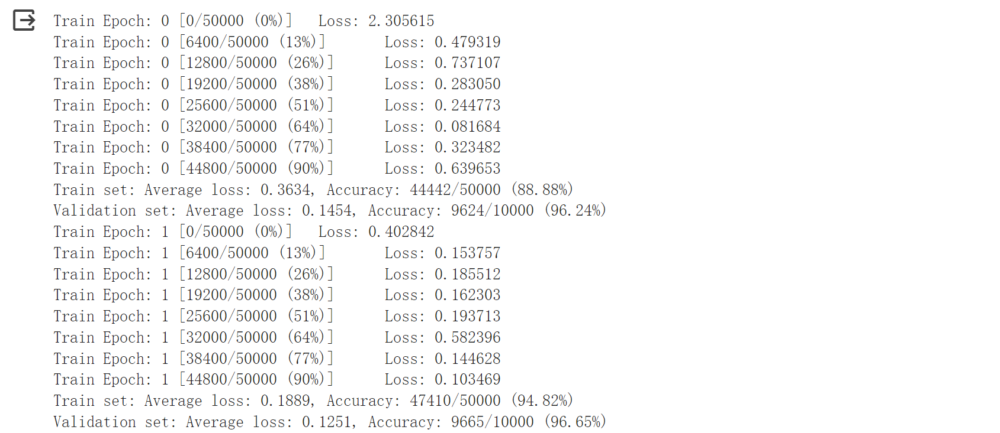 Train Epoch: 0 [0/50000 (0%)]	Loss: 2.305615
Train Epoch: 0 [6400/50000 (13%)]	Loss: 0.479319
Train Epoch: 0 [12800/50000 (26%)]	Loss: 0.737107
Train Epoch: 0 [19200/50000 (38%)]	Loss: 0.283050
Train Epoch: 0 [25600/50000 (51%)]	Loss: 0.244773
Train Epoch: 0 [32000/50000 (64%)]	Loss: 0.081684
Train Epoch: 0 [38400/50000 (77%)]	Loss: 0.323482
Train Epoch: 0 [44800/50000 (90%)]	Loss: 0.639653
Train set: Average loss: 0.3634, Accuracy: 44442/50000 (88.88%)
Validation set: Average loss: 0.1454, Accuracy: 9624/10000 (96.24%)
Train Epoch: 1 [0/50000 (0%)]	Loss: 0.402842
Train Epoch: 1 [6400/50000 (13%)]	Loss: 0.153757
Train Epoch: 1 [12800/50000 (26%)]	Loss: 0.185512
Train Epoch: 1 [19200/50000 (38%)]	Loss: 0.162303
Train Epoch: 1 [25600/50000 (51%)]	Loss: 0.193713
Train Epoch: 1 [32000/50000 (64%)]	Loss: 0.582396
Train Epoch: 1 [38400/50000 (77%)]	Loss: 0.144628
Train Epoch: 1 [44800/50000 (90%)]	Loss: 0.103469
Train set: Average loss: 0.1889, Accuracy: 47410/50000 (94.82%)
Validation set: Average loss: 0.1251, Accuracy: 9665/10000 (96.65%)